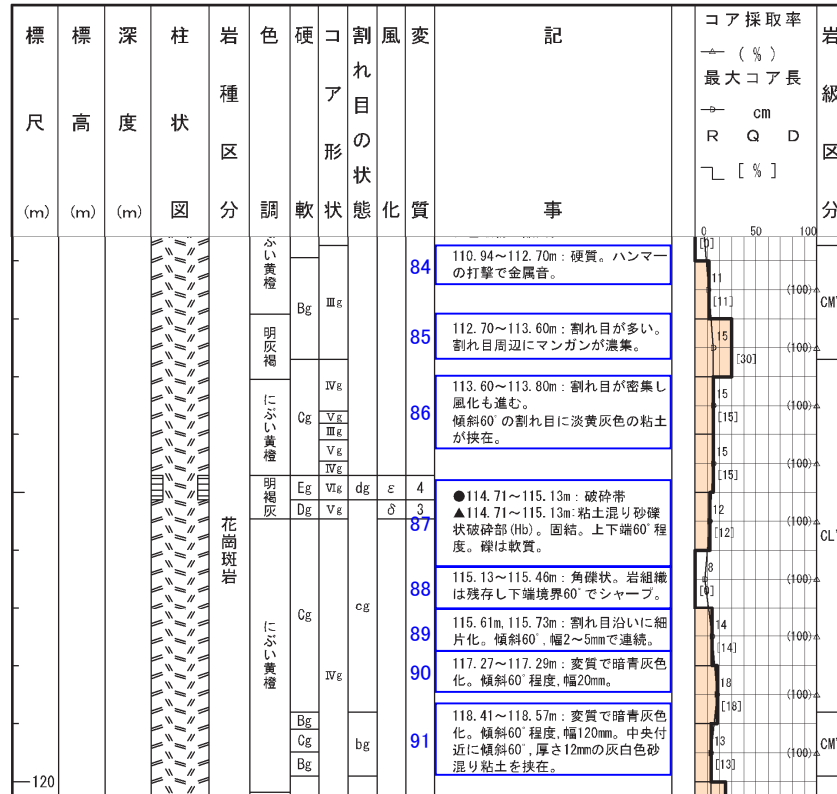 標尺(m)
標高(m)
深度(m)
柱状図
岩種区分
色調
硬軟
コア形状
割れ目の状態
風化
変質
記事
コア採取率
( % )
最大コア長
cm
R Q D
[ % ]
岩級区分
0 50 100
にぶい黄橙
明灰褐
にぶい黄橙
明褐灰
にぶい黄橙
花崗斑岩
Bg
Cg
Eg
Dg
Cg
Bg
Cg
Bg
Ⅲg
Ⅳg
Ⅴg
Ⅲg
Ⅴg
Ⅳg
Ⅵg
Ⅴg
Ⅳg
dg
cg
bg
ε
δ
4
3
84
110.94～112.70m：硬質。ハンマー
の打撃で金属音。
85
112.70～113.60m：割れ目が多い。
割れ目周辺にマンガンが濃集。
86
113.60～113.80m：割れ目が密集し
風化も進む。
傾斜60ﾟの割れ目に淡黄灰色の粘土
が挟在。
87
●114.71～115.13m：破砕帯
▲114.71～115.13m：粘土混り砂礫
状破砕部(Hb)。固結。上下端60ﾟ程
度。礫は軟質。
88
115.13～115.46m：角礫状。岩組織
は残存し下端境界60ﾟでシャープ。
89
115.61m,115.73m：割れ目沿いに細
片化。傾斜60ﾟ,幅2～5mmで連続。
90
117.27～117.29m：変質で暗青灰色
化。傾斜60ﾟ程度,幅20mm。
91
118.41～118.57m：変質で暗青灰色
化。傾斜60ﾟ程度,幅120mm。中央付
近に傾斜60ﾟ,厚さ12mmの灰白色砂
混り粘土を挟在。
[0]
11
(100)
[11]
15
(100)
[30]
15
(100)
[15]
15
(100)
[15]
12
(100)
[12]
8
(100)
[0]
14
(100)
[14]
18
(100)
[18]
13
(100)
[13]
CM'
CL'
CM'
120